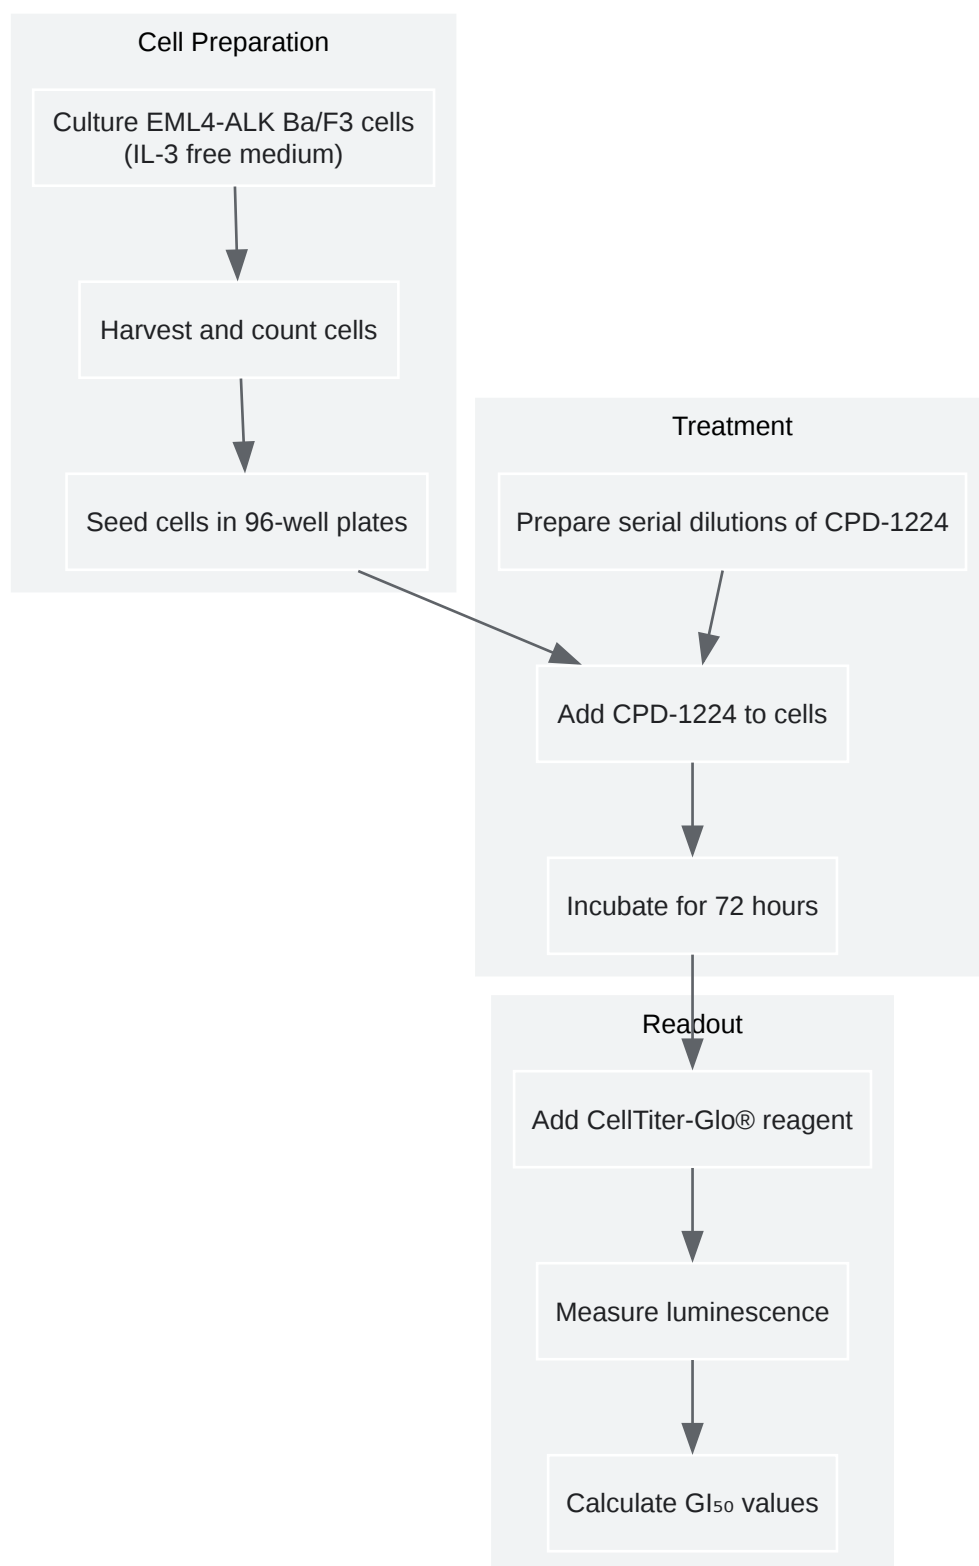 Cell Preparation
Culture EML4-ALK Ba/F3 cells
(IL-3 free medium)
Harvest and count cells
Seed cells in 96-well plates
Treatment
Prepare serial dilutions of CPD-1224
Add CPD-1224 to cells
Incubate for 72 hours
Readout
Add CellTiter-Glo® reagent
Measure luminescence
Calculate GI₅₀ values